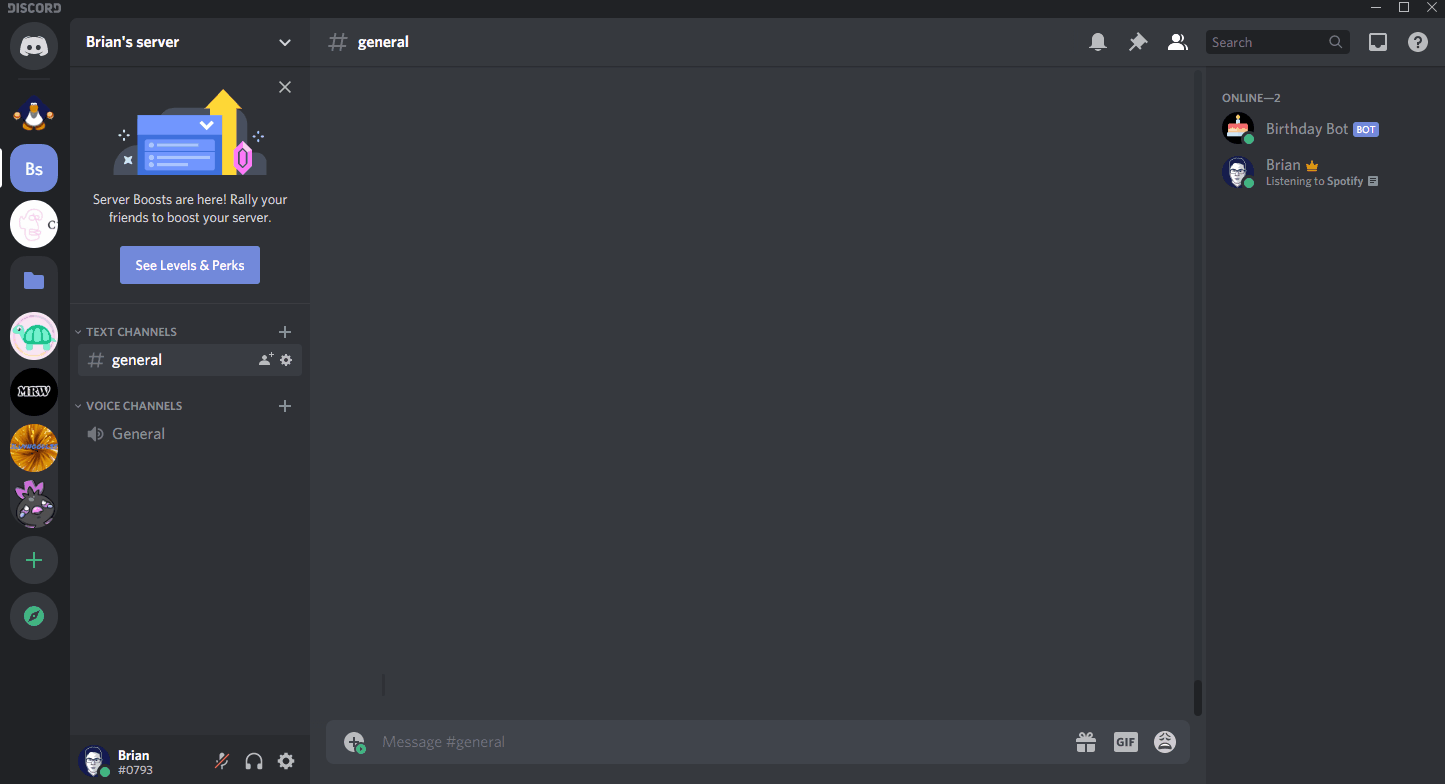 DISCORD
Bs
C
MRW
Brian's server
Server Boosts are here! Rally your
friends to boost your server.
See Levels & Perks
TEXT CHANNELS
general
VOICE CHANNELS
General
Brian
#0793
general
Search
Message #general
GIF
ONLINE—2
Birthday Bot BOT
Brian
Listening to Spotify